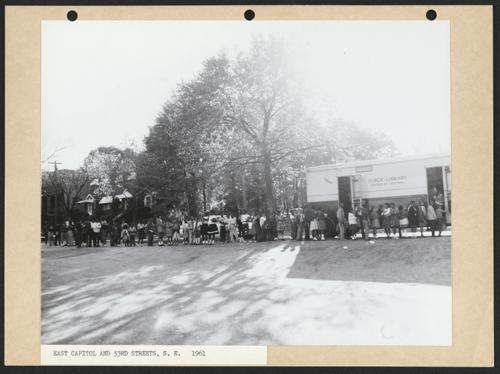 PUBLIC LIBRARY
EAST CAPITOL AND 53RD STREETS, S. E. 1961